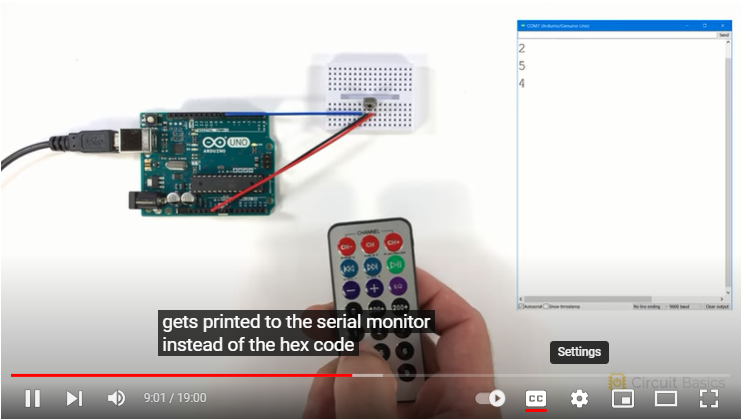 COM7 (Arduino/Genuino Uno)
Send
2
5
4
UNO
ARDUINO
CHANNEL
CH-
CH
CH+
EQ
200+
gets printed to the serial monitor
instead of the hex code
Autoscroll
Show timestamp
No line ending
9600 baud
Clear output
Settings
Circuit Basics
9:01 / 19:00
CC